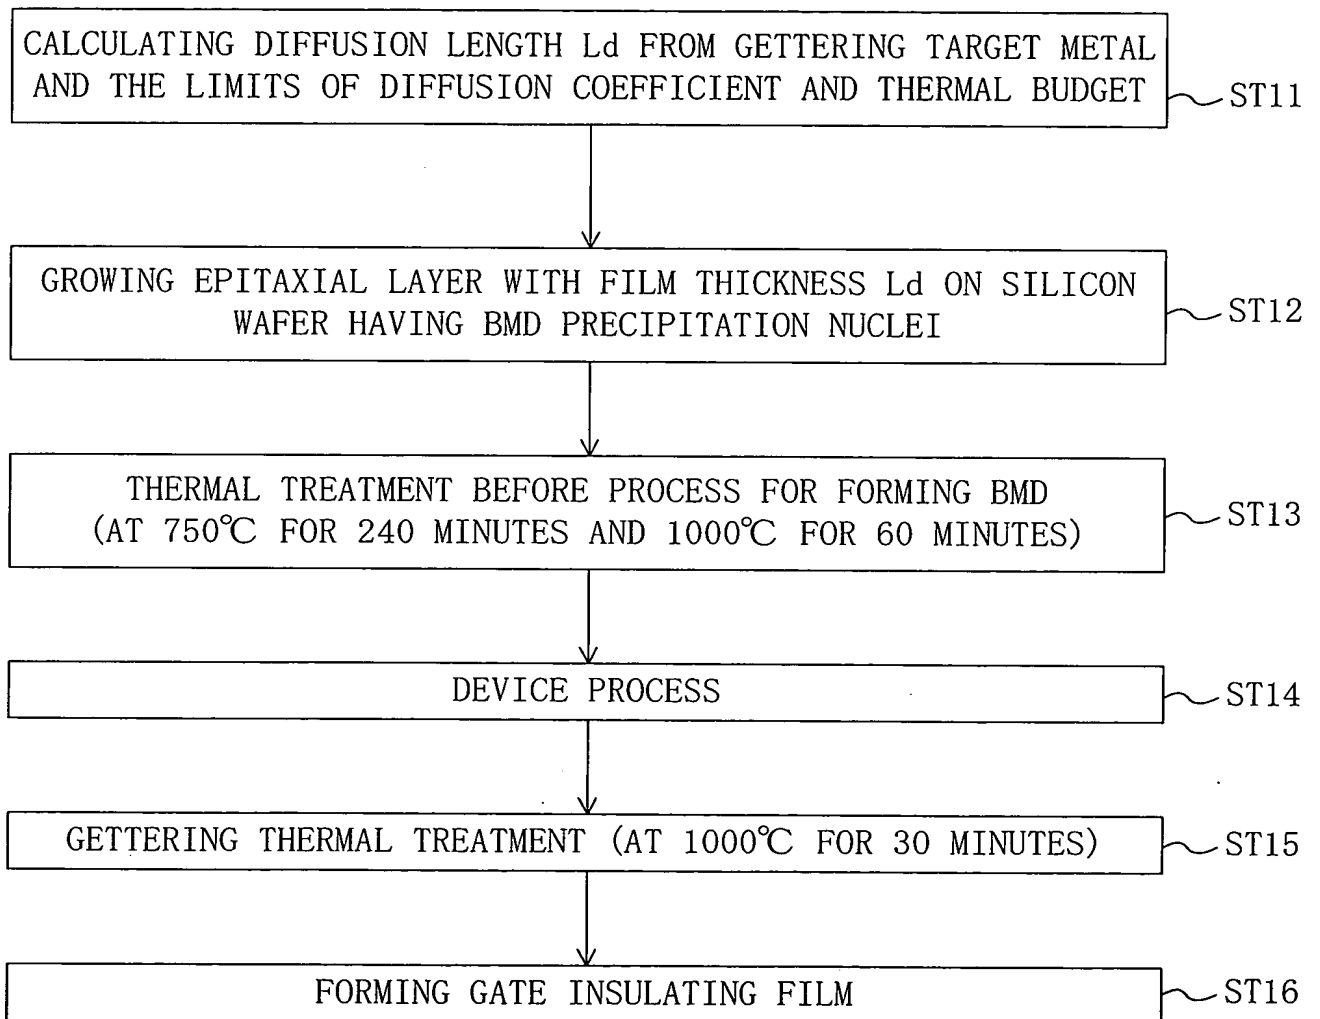 CALCULATING DIFFUSION LENGTH Ld FROM GETTERING TARGET METAL
AND THE LIMITS OF DIFFUSION COEFFICIENT AND THERMAL BUDGET
ST11
GROWING EPITAXIAL LAYER WITH FILM THICKNESS Ld ON SILICON
WAFER HAVING BMD PRECIPITATION NUCLEI
ST12
THERMAL TREATMENT BEFORE PROCESS FOR FORMING BMD
(AT 750℃ FOR 240 MINUTES AND 1000℃ FOR 60 MINUTES)
ST13
DEVICE PROCESS
ST14
GETTERING THERMAL TREATMENT (AT 1000℃ FOR 30 MINUTES)
ST15
FORMING GATE INSULATING FILM
ST16